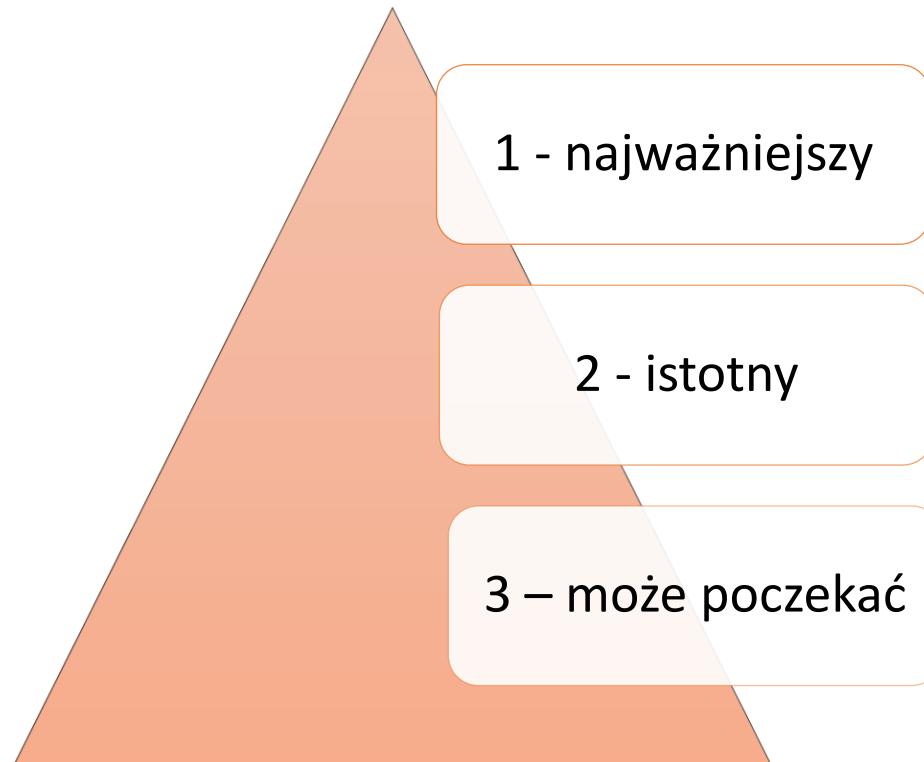 1 - najważniejszy
2 - istotny
3 – może poczekać